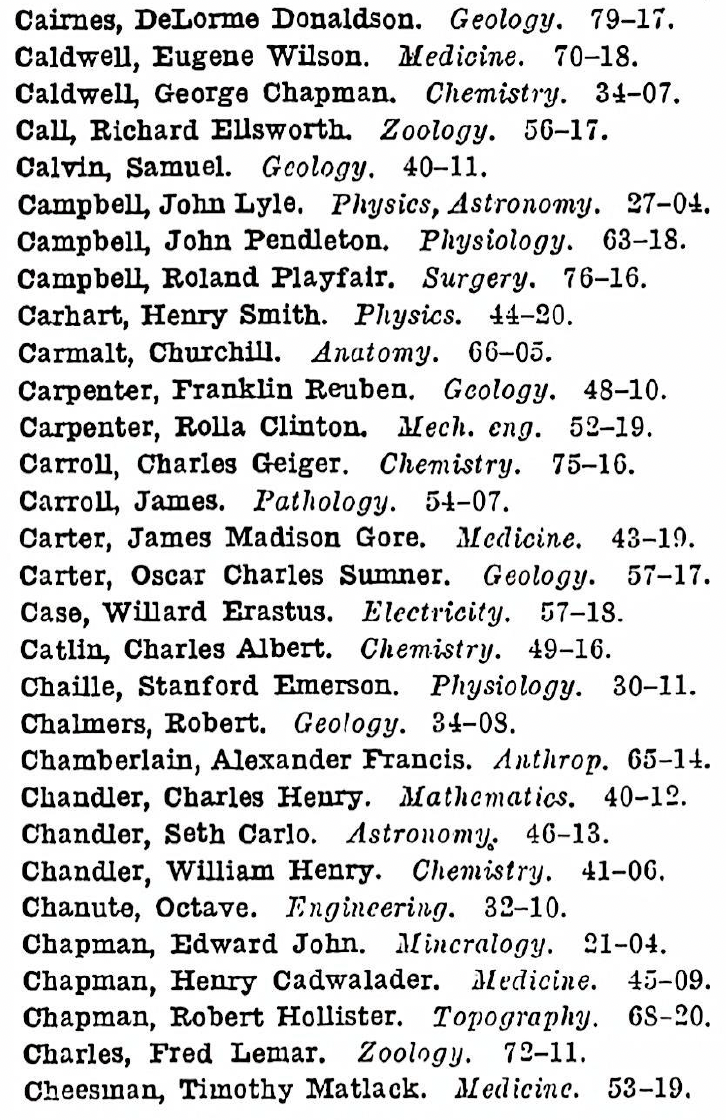 Cairnes, DeLorme Donaldson. Geology. 79–17.
Caldwell, Eugene Wilson. Medicine. 70–18.
Caldwell, George Chapman. Chemistry. 34–07.
Call, Richard Ellsworth. Zoology. 56–17.
Calvin, Samuel. Geology. 40–11.
Campbell, John Lyle. Physics, Astronomy. 27–04.
Campbell, John Pendleton. Physiology. 63–18.
Campbell, Roland Playfair. Surgery. 76–16.
Carhart, Henry Smith. Physics. 44–20.
Carmalt, Churchill. Anatomy. 66–05.
Carpenter, Franklin Reuben. Geology. 48–10.
Carpenter, Rolla Clinton. Mech. eng. 52–19.
Carroll, Charles Geiger. Chemistry. 75–16.
Carroll, James. Pathology. 54–07.
Carter, James Madison Gore. Medicine. 43–19.
Carter, Oscar Charles Sumner. Geology. 57–17.
Case, Willard Erastus. Electricity. 57–18.
Catlin, Charles Albert. Chemistry. 49–16.
Chaille, Stanford Emerson. Physiology. 30–11.
Chalmers, Robert. Geology. 34–08.
Chamberlain, Alexander Francis. Anthrop. 65–14.
Chandler, Charles Henry. Mathematics. 40–12.
Chandler, Seth Carlo. Astronomy. 46–13.
Chandler, William Henry. Chemistry. 41–06.
Chanute, Octave. Engineering. 32–10.
Chapman, Edward John. Mineralogy. 21–04.
Chapman, Henry Cadwalader. Medicine. 45–09.
Chapman, Robert Hollister. Topography. 68–20.
Charles, Fred Lemar. Zoology. 72–11.
Cheesman, Timothy Matlack. Medicine. 53–19.